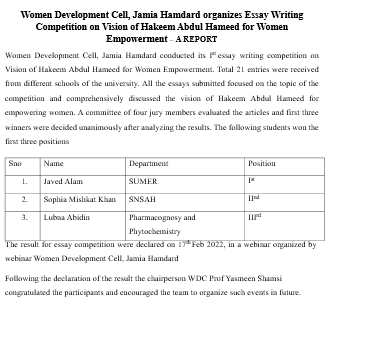 Women Development Cell, Jamia Hamdard organizes Essay Writing
Competition on Vision of Hakeem Abdul Hameed for Women
Empowerment – A REPORT
Women Development Cell, Jamia Hamdard conducted its Ist essay writing competition on
Vision of Hakeem Abdul Hameed for Women Empowerment. Total 21 entries were received
from different schools of the university. All the essays submitted focused on the topic of the
competition and comprehensively discussed the vision of Hakeem Abdul Hameed for
empowering women. A committee of four jury members evaluated the articles and first three
winners were decided unanimously after analyzing the results. The following students won the
first three positions
Sno Name Department Position
1. Javed Alam SUMER Ist
2. Sophia Mishkat Khan SNSAH IInd
3. Lubna Abidin Pharmacognosy and IIIrd
Phytochemistry
The result for essay competition were declared on 17th Feb 2022, in a webinar organized by
webinar Women Development Cell, Jamia Hamdard
Following the declaration of the result the chairperson WDC Prof Yasmeen Shamsi
congratulated the participants and encouraged the team to organize such events in future.